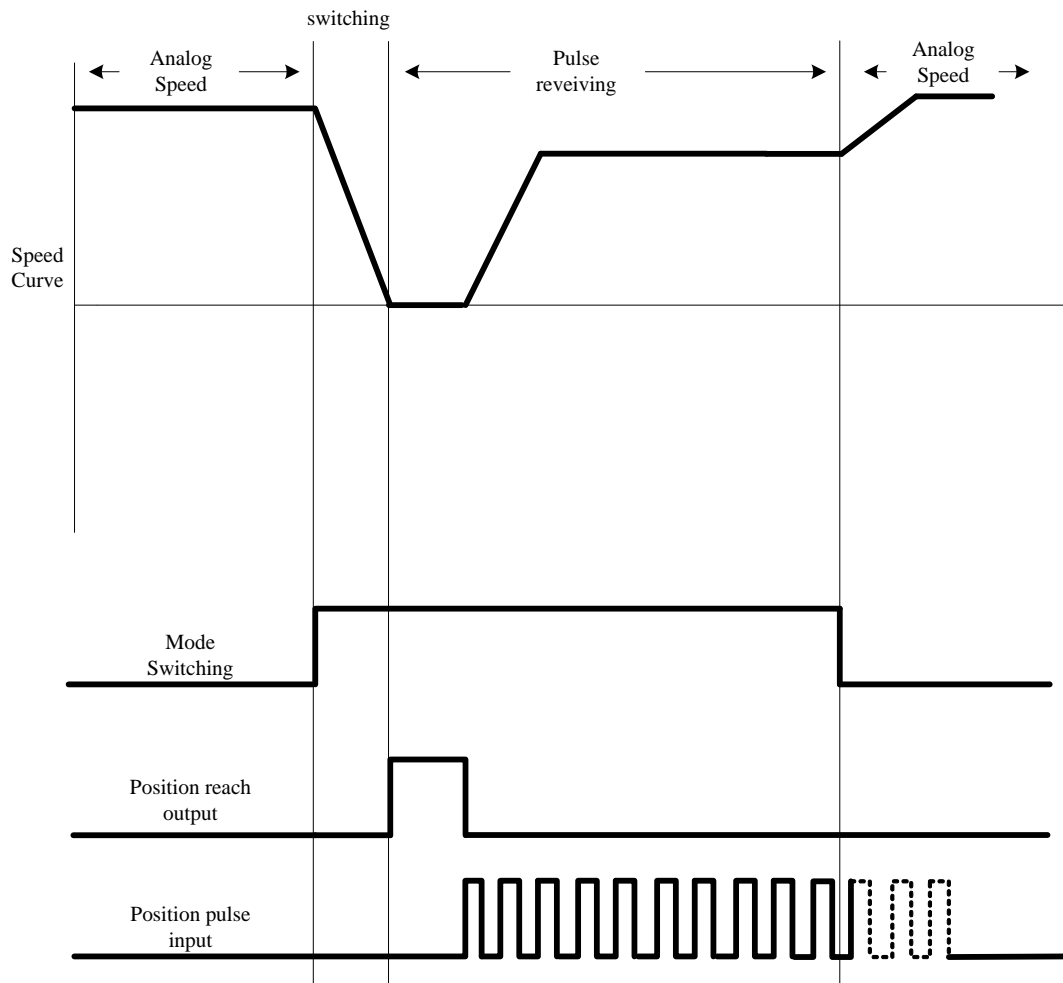 switching
Analog
Speed
Pulse
reveiving
Analog
Speed
Speed
Curve
Mode
Switching
Position reach
output
Position pulse
input